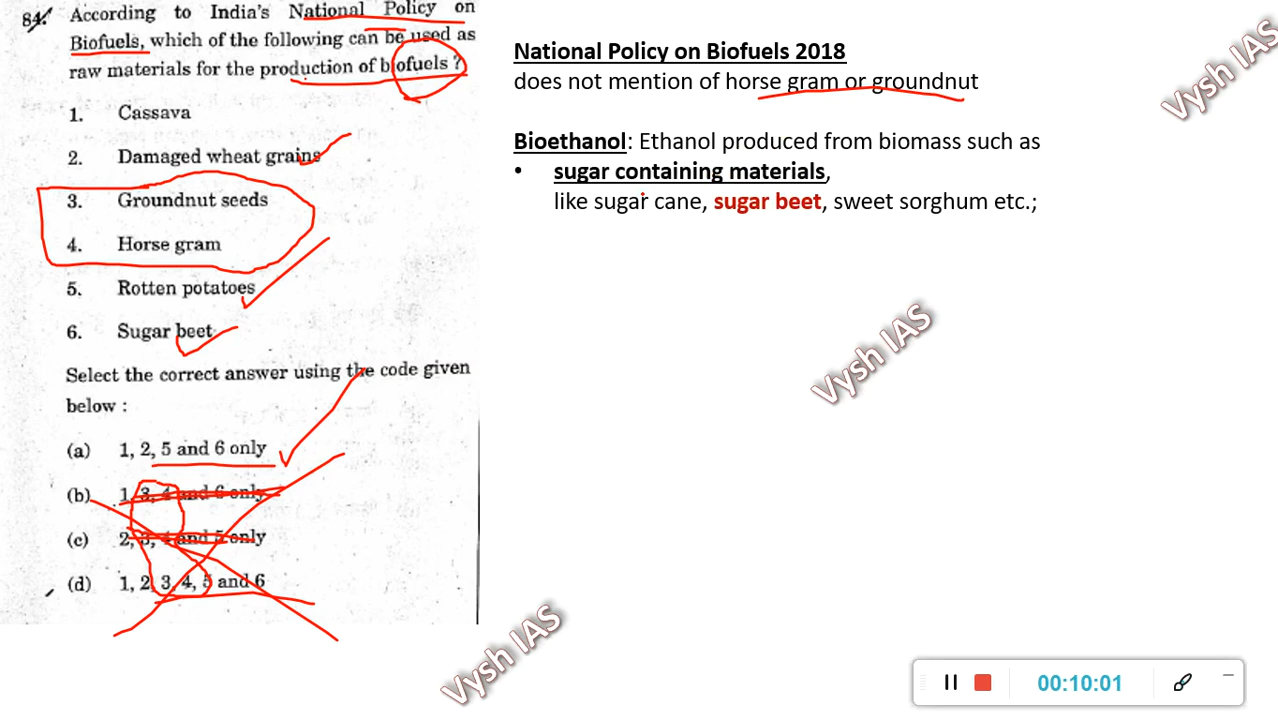 84. According to India's National Policy on
Biofuels, which of the following can be used as
raw materials for the production of biofuels ?
1. Cassava
2. Damaged wheat grains
3. Groundnut seeds
4. Horse gram
5. Rotten potatoes
6. Sugar beet
Select the correct answer using the code given
below :
(a) 1, 2, 5 and 6 only
(b) 1, 3, 4 and 6 only
(c) 2, 3, 4 and 5 only
(d) 1, 2, 3, 4, 5 and 6
National Policy on Biofuels 2018
does not mention of horse gram or groundnut
Bioethanol: Ethanol produced from biomass such as
• sugar containing materials,
like sugar cane, sugar beet, sweet sorghum etc.;
Vysh IAS
Vysh IAS
Vysh IAS
00:10:01